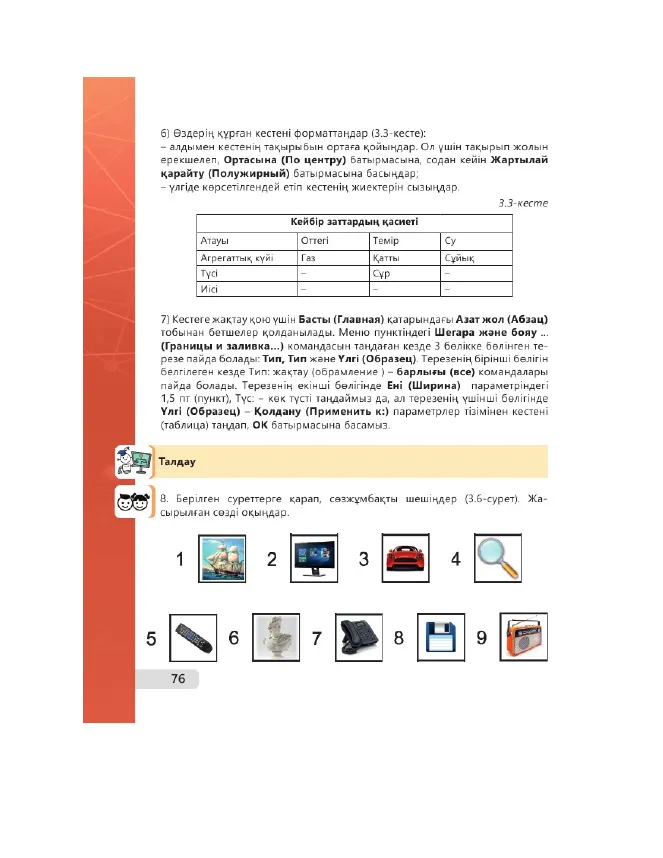 6) Өздерің құрған кестені форматтаңдар (3.3-кесте):
– алдымен кестенің тақырыбын ортаға қойыңдар. Ол үшін тақырып жолын
ерекшелеп, Ортасына (По центру) батырмасына, содан кейін Жартылай
қарайту (Полужирный) батырмасына басыңдар;
– үлгіде көрсетілгендей етіп кестенің жиектерін сызыңдар.
3.3-кесте
Кейбір заттардың қасиеті
Атауы Оттегі Темір Су
Агрегаттық күйі Газ Қатты Сұйық
Түсі – Сұр –
Иісі – – –
7) Кестеге жақтау қою үшін Басты (Главная) қатарындағы Азат жол (Абзац)
тобынан бетшелер қолданылады. Меню пунктіндегі Шегара және бояу ...
(Границы и заливка...) командасын таңдаған кезде 3 бөлікке бөлінген те-
резе пайда болады: Тип, Тип және Үлгі (Образец). Терезенің бірінші бөлігін
белгілеген кезде Тип: жақтау (обрамление ) – барлығы (все) командалары
пайда болады. Терезенің екінші бөлігінде Ені (Ширина) параметріндегі
1,5 пт (пункт), Түс: – көк түсті таңдаймыз да, ал терезенің үшінші бөлігінде
Үлгі (Образец) – Қолдану (Применить к:) параметрлер тізімінен кестені
(таблица) таңдап, ОК батырмасына басамыз.
Талдау
8. Берілген суреттерге қарап, сөзжұмбақты шешіңдер (3.6-сурет). Жа-
сырылған сөзді оқыңдар.
1 2 3 4
5 6 7 8 9
76